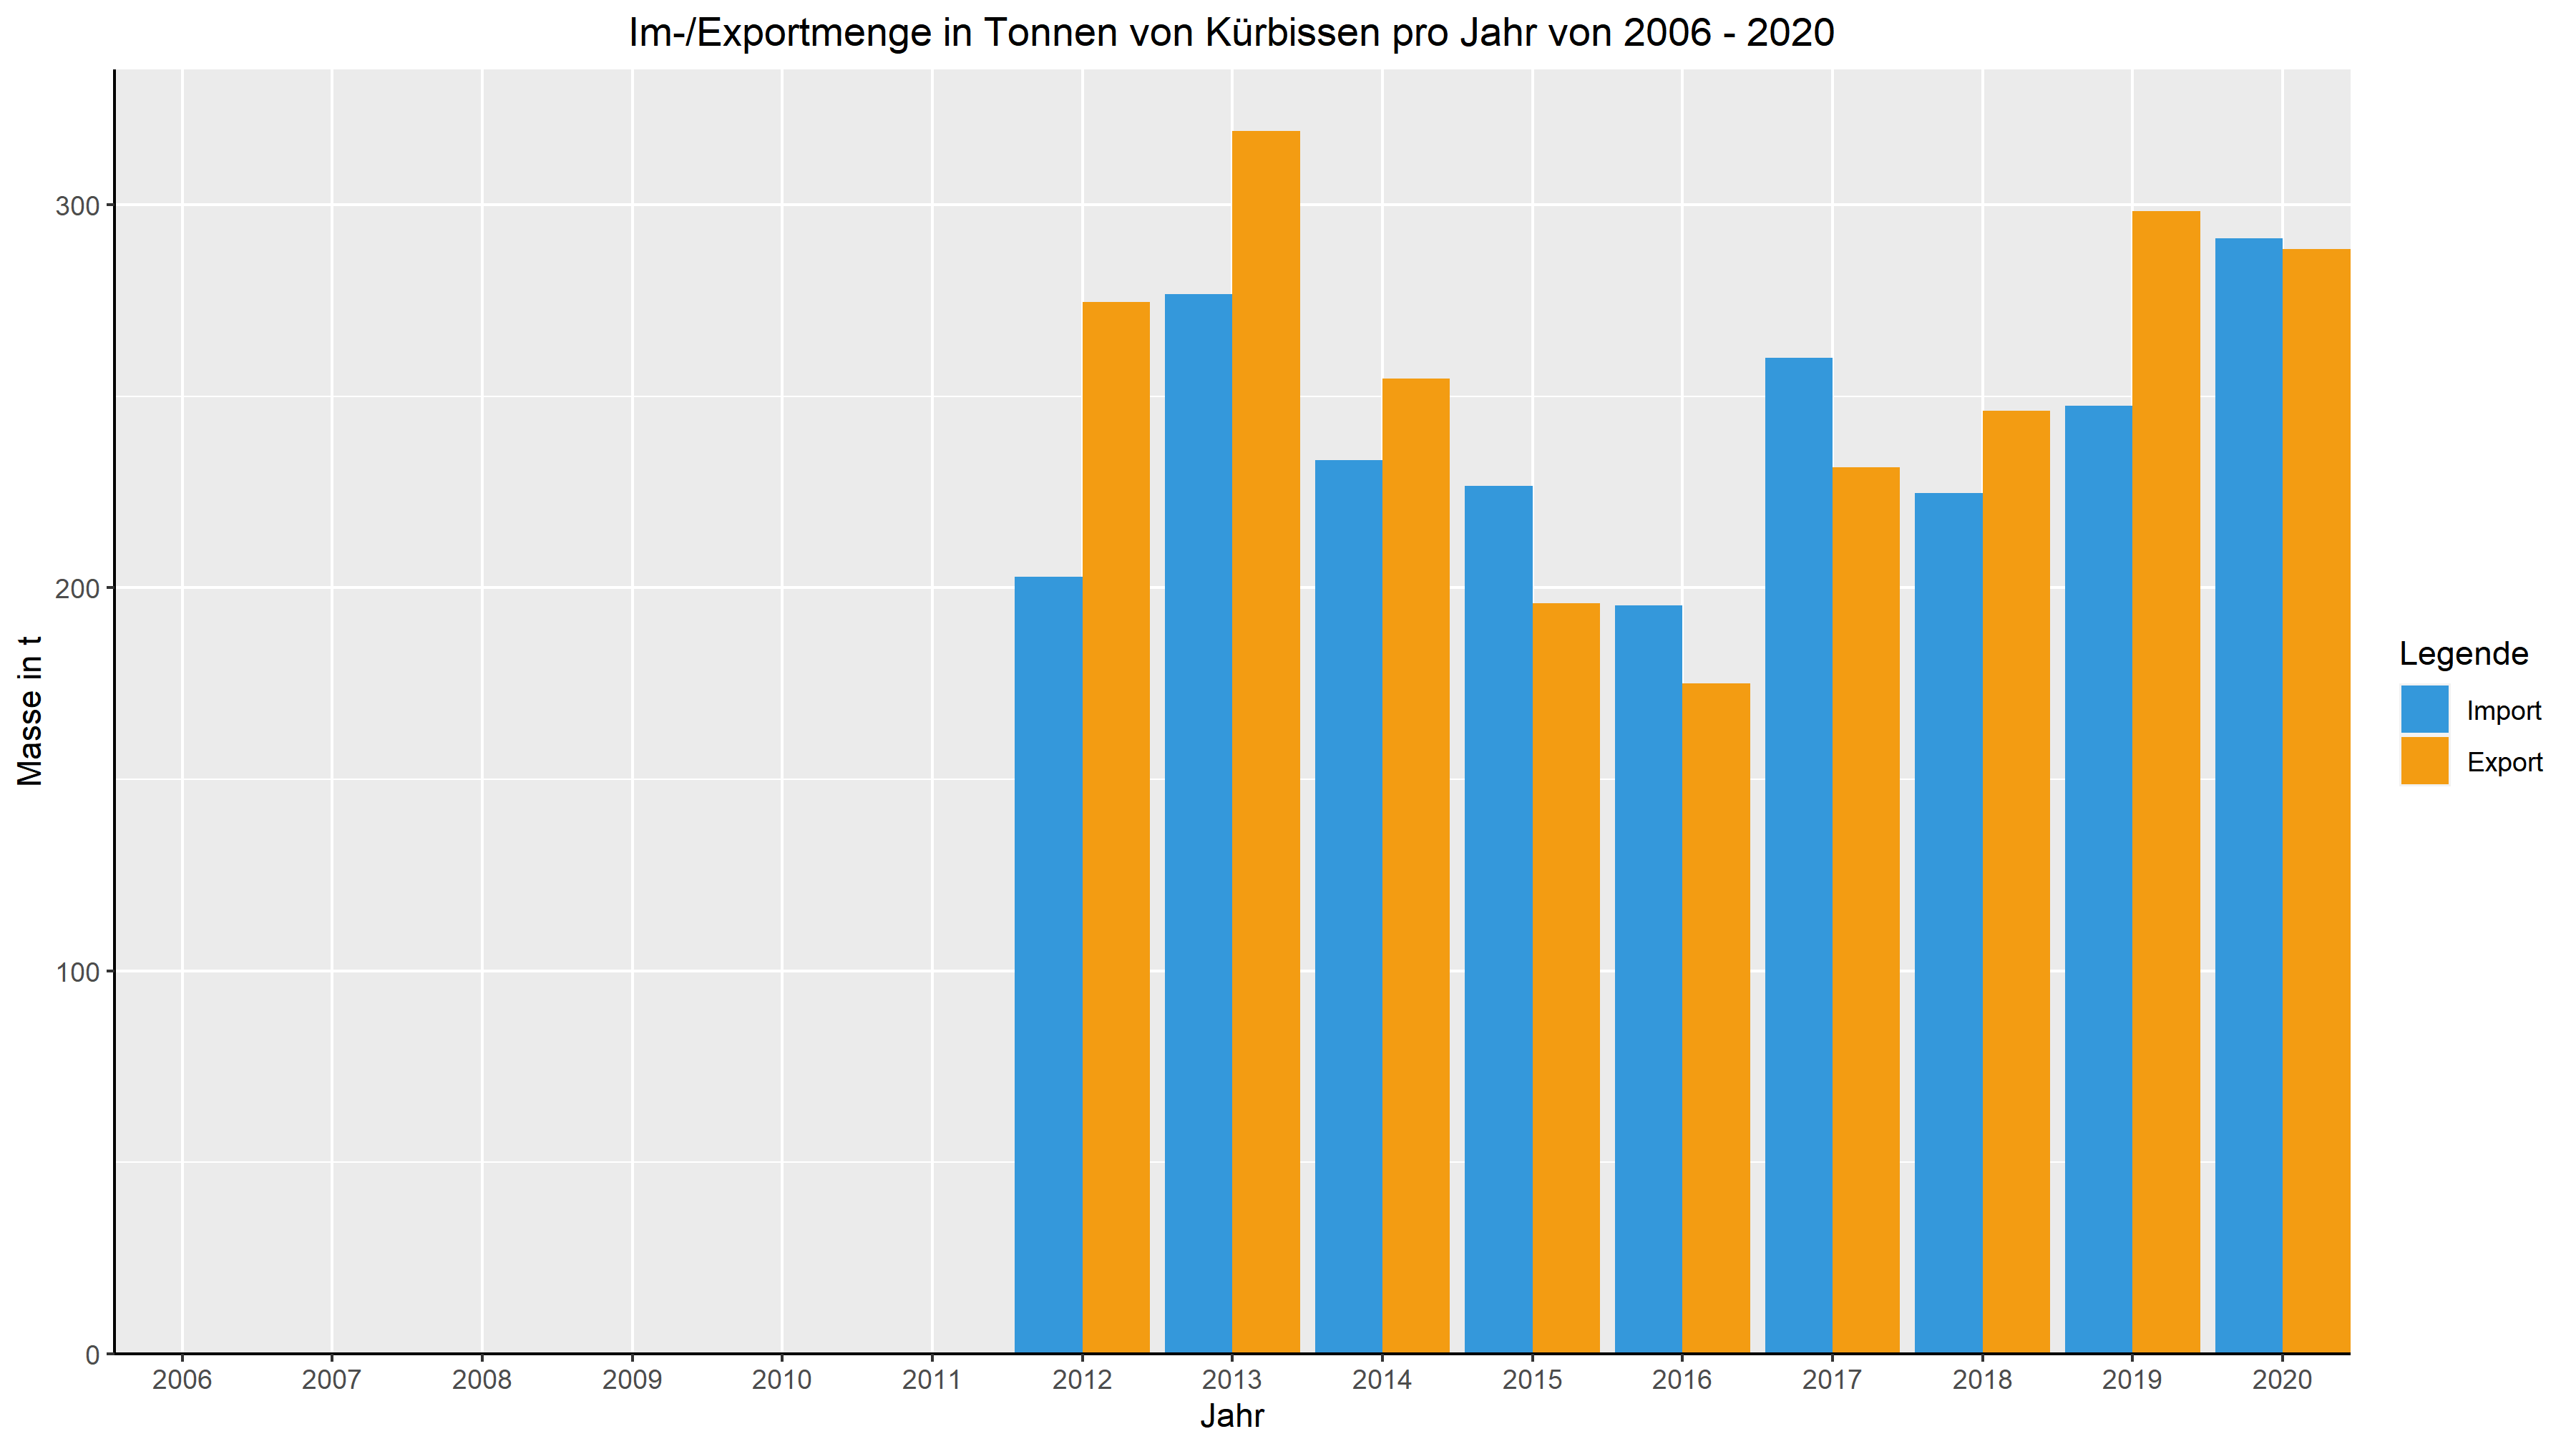 Im-/Exportmenge in Tonnen von Kürbissen pro Jahr von 2006 - 2020
Masse in t
300
200
100
0
2006 2007 2008 2009 2010 2011 2012 2013 2014 2015 2016 2017 2018 2019 2020
Jahr
Legende
Import
Export